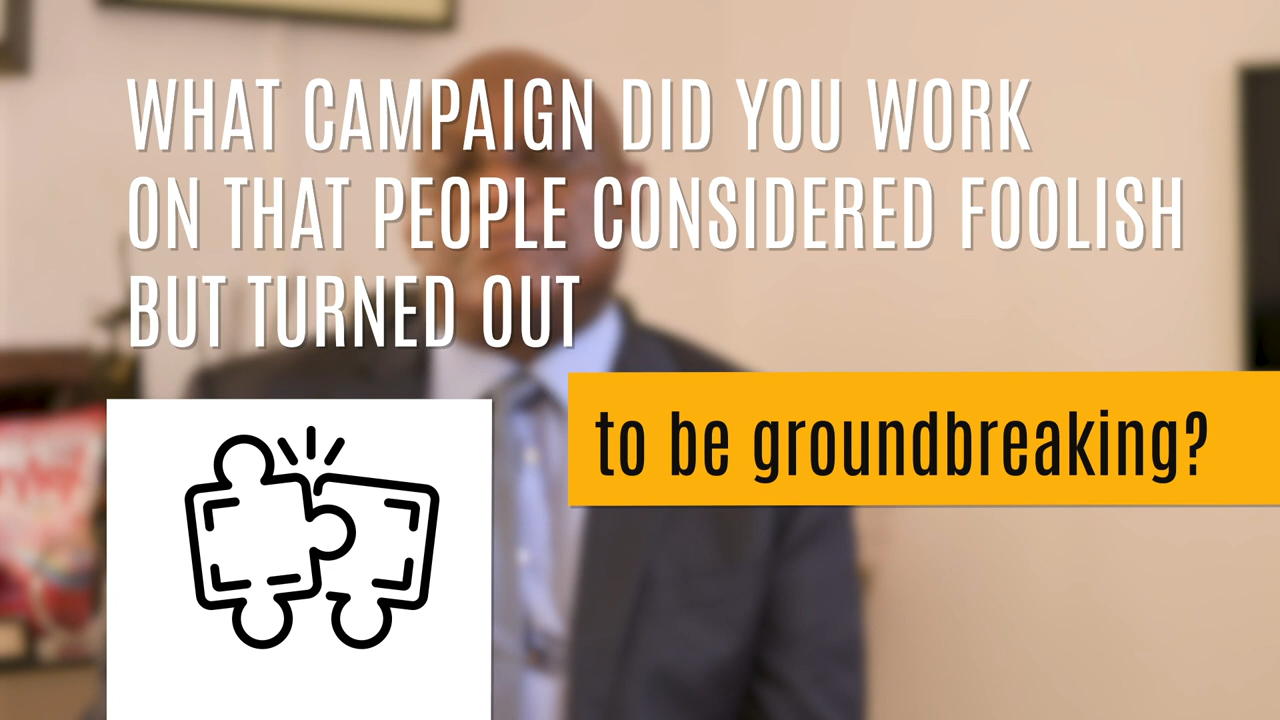 WHAT CAMPAIGN DID YOU WORK
ON THAT PEOPLE CONSIDERED FOOLISH
BUT TURNED OUT
to be groundbreaking?